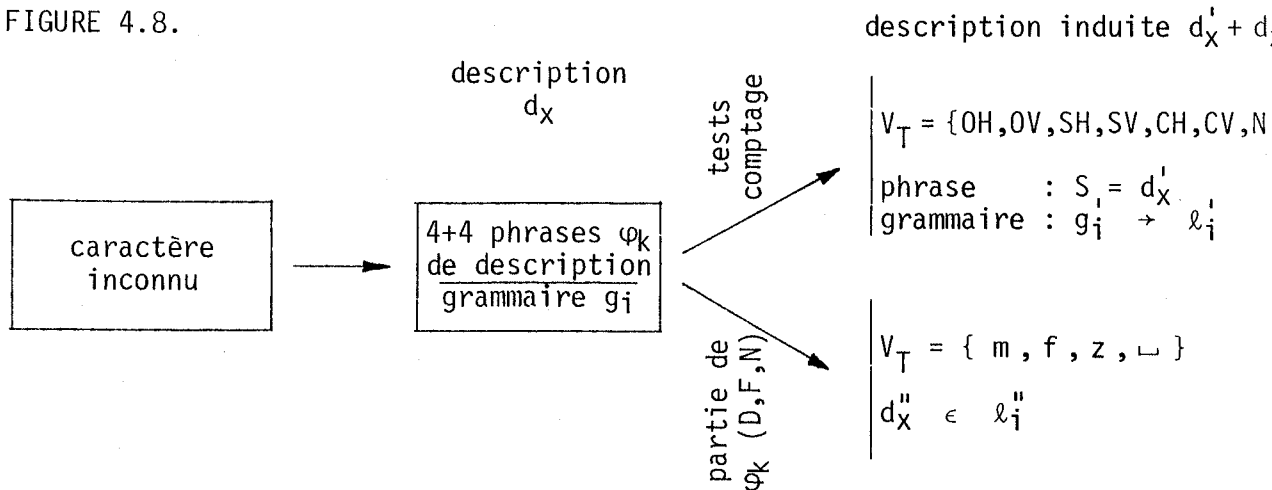 FIGURE 4.8.
description induite d'x + d
description
dx
caractère
inconnu
4+4 phrases φk
de description
grammaire gi
tests
comptage
partie de
φk (D,F,N)
VT = {OH,OV,SH,SV,CH,CV,N
phrase : S = d'x
grammaire : g'i → ℓ'i
VT = { m , f , z , ⌴ }
d"x ϵ ℓ"i